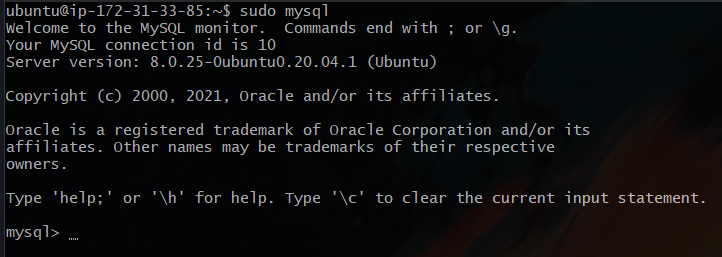 ubuntu@ip-172-31-33-85:~$ sudo mysql
Welcome to the MySQL monitor.  Commands end with ; or \g.
Your MySQL connection id is 10
Server version: 8.0.25-0ubuntu0.20.04.1 (Ubuntu)
Copyright (c) 2000, 2021, Oracle and/or its affiliates.
Oracle is a registered trademark of Oracle Corporation and/or its
affiliates. Other names may be trademarks of their respective
owners.
Type 'help;' or '\h' for help. Type '\c' to clear the current input statement.
mysql>